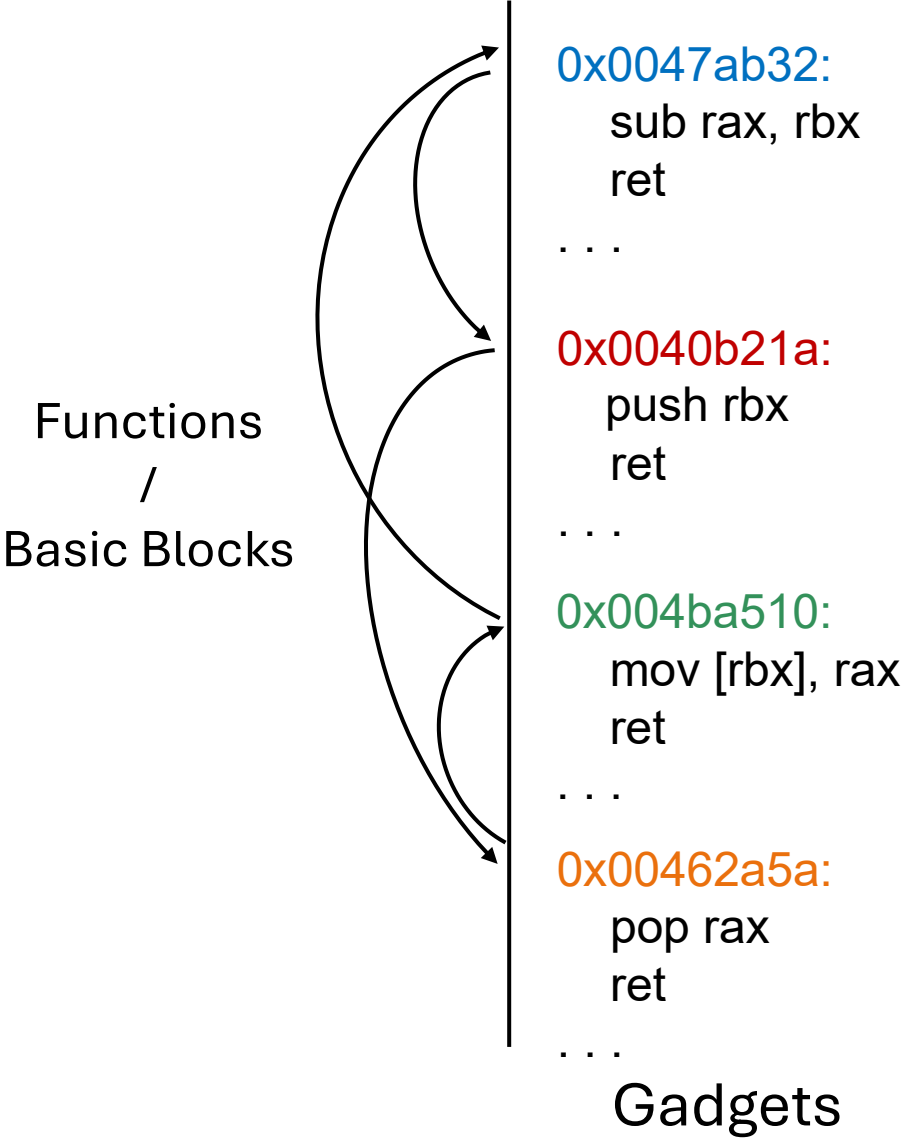 0x0047ab32:
sub rax, rbx
ret
. . .
0x0040b21a:
push rbx
ret
. . .
Functions
/
Basic Blocks
0x004ba510:
mov [rbx], rax
ret
. . .
0x00462a5a:
pop rax
ret
. . .
Gadgets